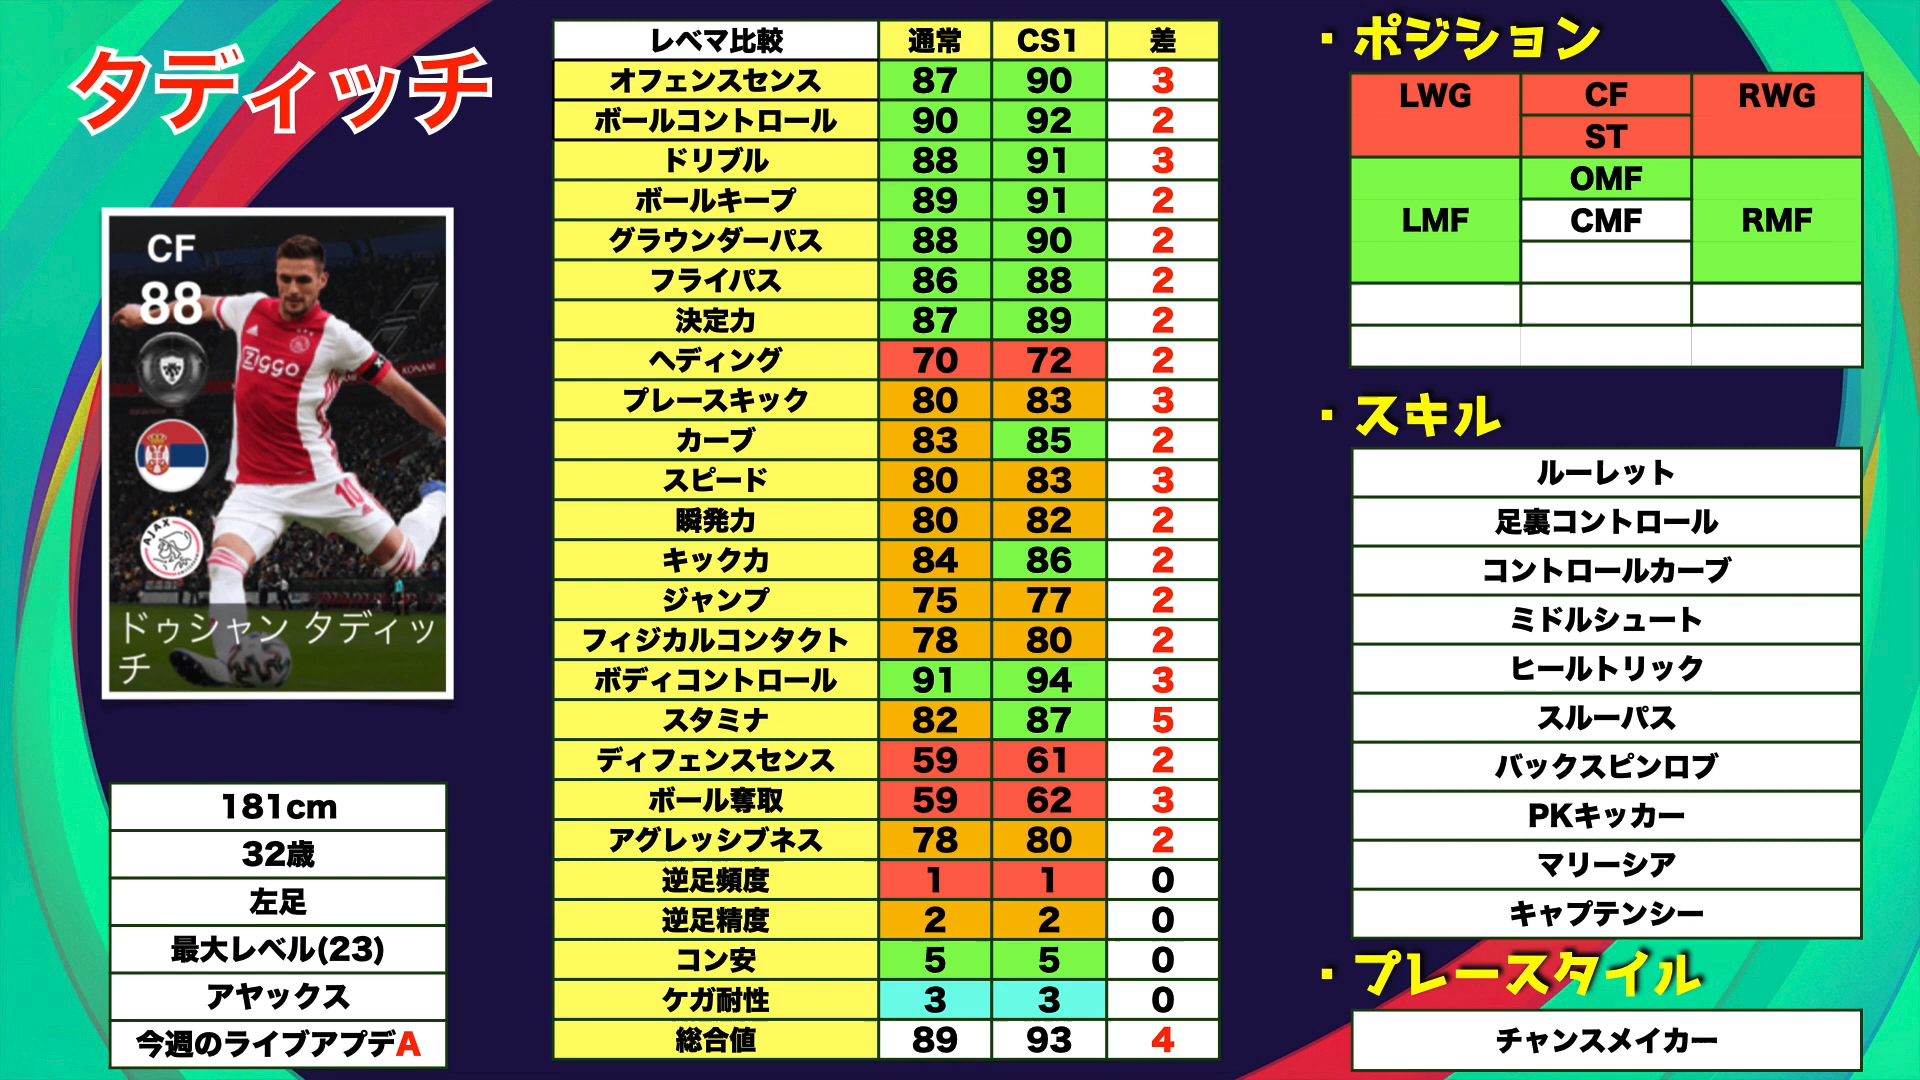 タディッチ
CF
88
Ziggo
KONAMI
10
AJAX
ドゥシャン タディッ
チ
181cm
32歳
左足
最大レベル(23)
アヤックス
今週のライブアプデA
レベマ比較 通常 CS1 差
オフェンスセンス 87 90 3
ボールコントロール 90 92 2
ドリブル 88 91 3
ボールキープ 89 91 2
グラウンダーパス 88 90 2
フライパス 86 88 2
決定力 87 89 2
ヘディング 70 72 2
プレースキック 80 83 3
カーブ 83 85 2
スピード 80 83 3
瞬発力 80 82 2
キック力 84 86 2
ジャンプ 75 77 2
フィジカルコンタクト 78 80 2
ボディコントロール 91 94 3
スタミナ 82 87 5
ディフェンスセンス 59 61 2
ボール奪取 59 62 3
アグレッシブネス 78 80 2
逆足頻度 1 1 0
逆足精度 2 2 0
コン安 5 5 0
ケガ耐性 3 3 0
総合値 89 93 4
・ポジション
LWG CF RWG
ST
OMF
LMF CMF RMF
・スキル
ルーレット
足裏コントロール
コントロールカーブ
ミドルシュート
ヒールトリック
スルーパス
バックスピンロブ
PKキッカー
マリーシア
キャプテンシー
・プレースタイル
チャンスメイカー